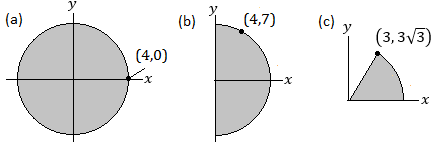 (a) y (4,0) x
(b) y (4,7) x
(c) y (3, 3√3) x